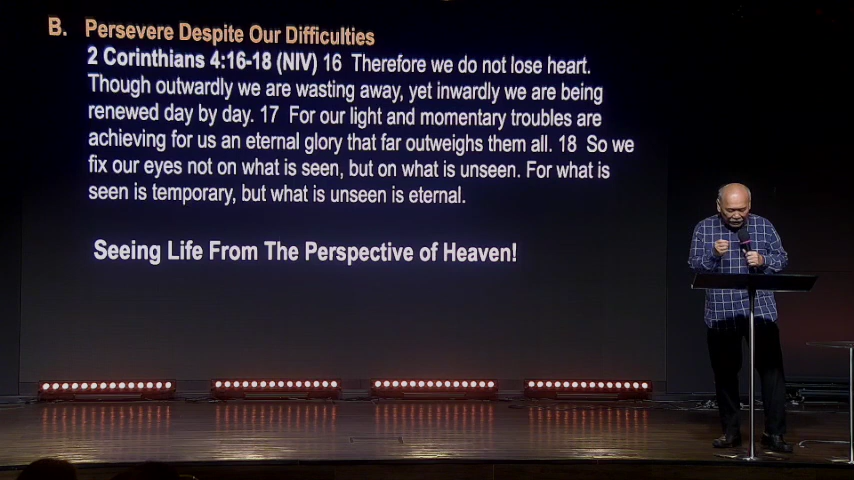 B. Persevere Despite Our Difficulties
2 Corinthians 4:16-18 (NIV) 16 Therefore we do not lose heart.
Though outwardly we are wasting away, yet inwardly we are being
renewed day by day. 17 For our light and momentary troubles are
achieving for us an eternal glory that far outweighs them all. 18 So we
fix our eyes not on what is seen, but on what is unseen. For what is
seen is temporary, but what is unseen is eternal.
Seeing Life From The Perspective of Heaven!